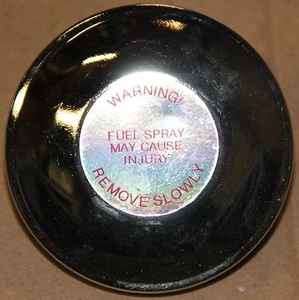 WARNING!!
FUEL SPRAY
MAY CAUSE
INJURY
REMOVE SLOWLY